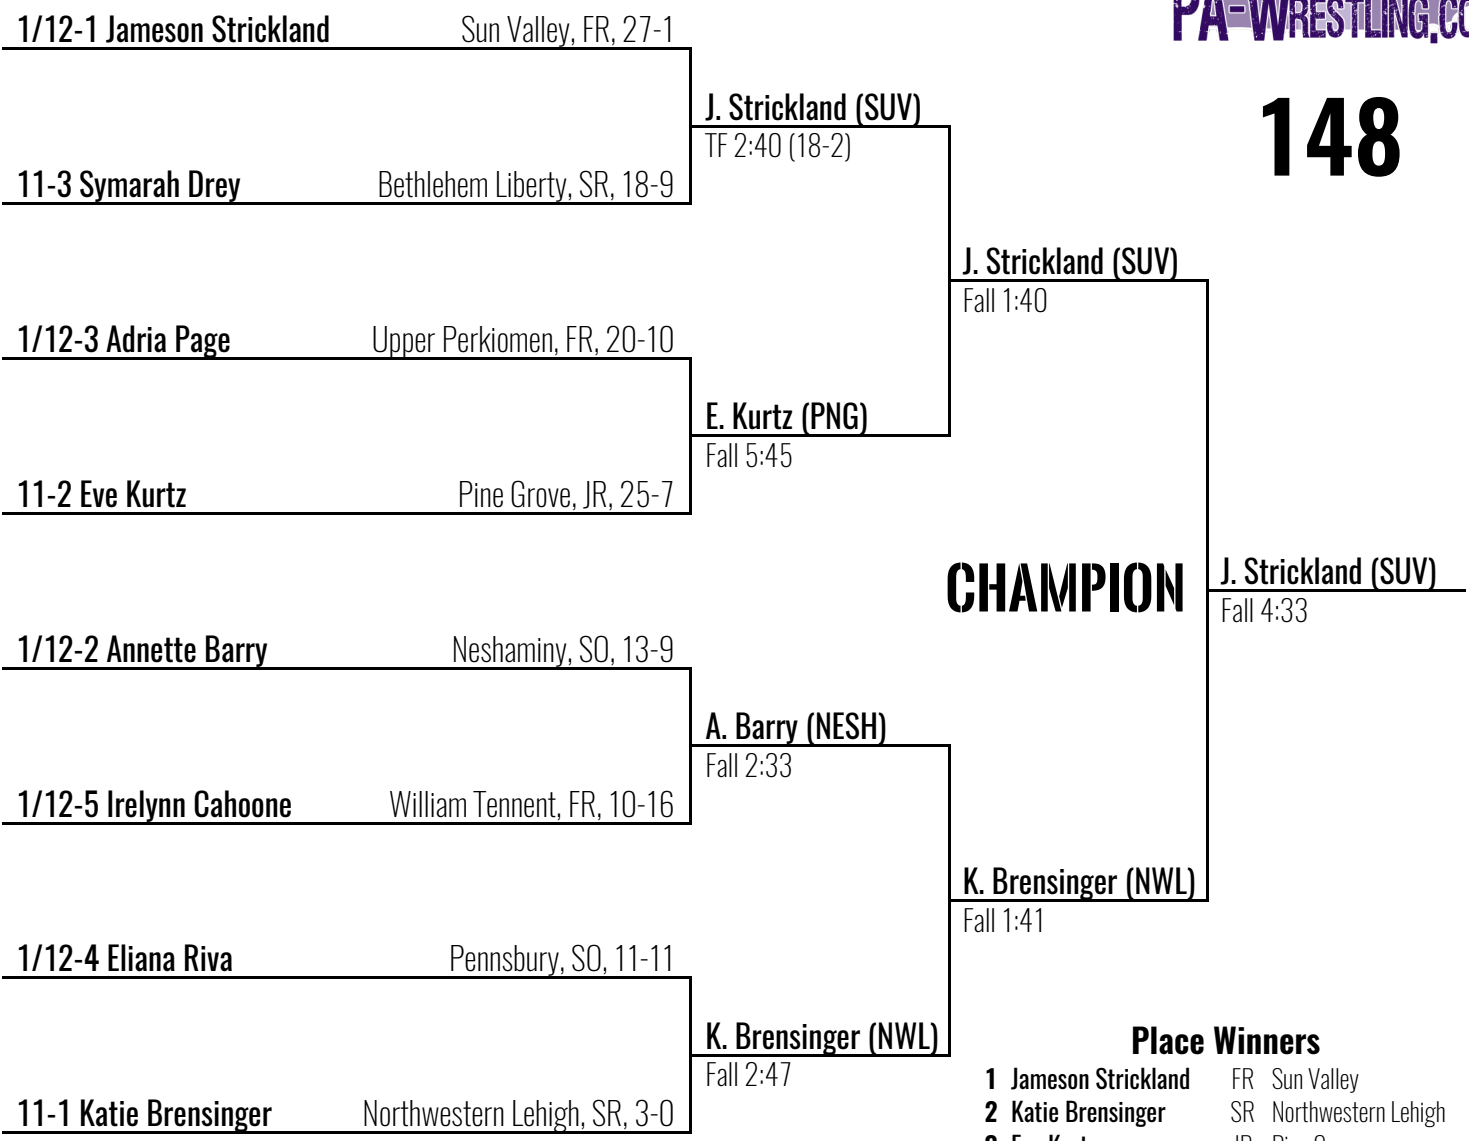 PA-WRESTLING.CO
148
1/12-1 Jameson Strickland Sun Valley, FR, 27-1
J. Strickland (SUV)
TF 2:40 (18-2)
11-3 Symarah Drey Bethlehem Liberty, SR, 18-9
J. Strickland (SUV)
Fall 1:40
1/12-3 Adria Page Upper Perkiomen, FR, 20-10
E. Kurtz (PNG)
Fall 5:45
11-2 Eve Kurtz Pine Grove, JR, 25-7
CHAMPION
J. Strickland (SUV)
Fall 4:33
1/12-2 Annette Barry Neshaminy, SO, 13-9
A. Barry (NESH)
Fall 2:33
1/12-5 Irelynn Cahoone William Tennent, FR, 10-16
K. Brensinger (NWL)
Fall 1:41
1/12-4 Eliana Riva Pennsbury, SO, 11-11
K. Brensinger (NWL)
Fall 2:47
11-1 Katie Brensinger Northwestern Lehigh, SR, 3-0
Place Winners
1 Jameson Strickland FR Sun Valley
2 Katie Brensinger SR Northwestern Lehigh